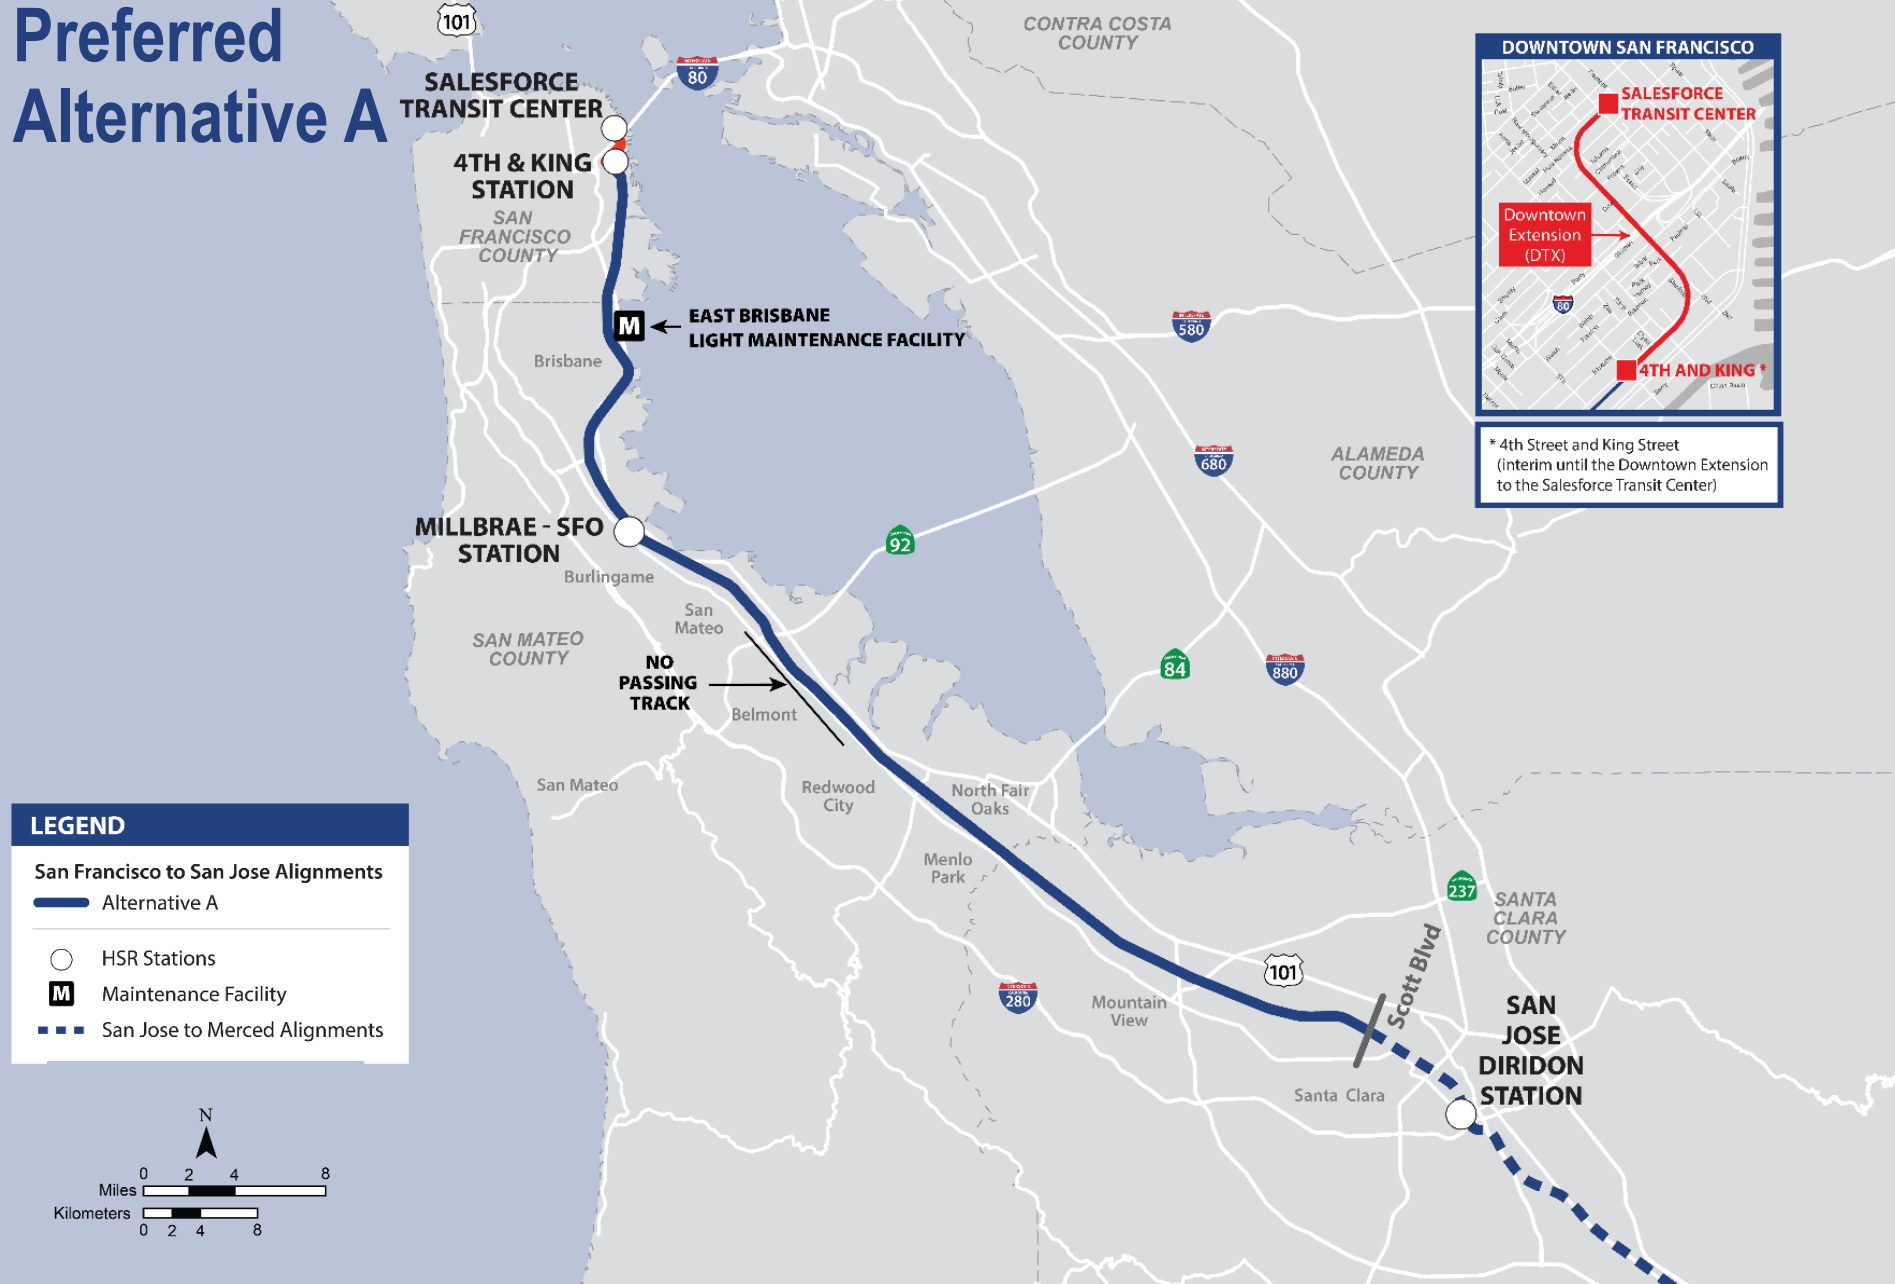 Preferred
Alternative A
101
SALESFORCE
TRANSIT CENTER
80
4TH & KING
STATION
SAN
FRANCISCO
COUNTY
CONTRA COSTA
COUNTY
DOWNTOWN SAN FRANCISCO
SALESFORCE
TRANSIT CENTER
Downtown
Extension
(DTX)
80
4TH AND KING *
* 4th Street and King Street
(interim until the Downtown Extension
to the Salesforce Transit Center)
M
EAST BRISBANE
LIGHT MAINTENANCE FACILITY
Brisbane
580
680
ALAMEDA
COUNTY
MILLBRAE - SFO
STATION
92
Burlingame
San
Mateo
SAN MATEO
COUNTY
NO
PASSING
TRACK
Belmont
84
880
San Mateo
Redwood
City
North Fair
Oaks
Menlo
Park
237
SANTA
CLARA
COUNTY
Scott Blvd
101
280
Mountain
View
SAN
JOSE
DIRIDON
STATION
Santa Clara
LEGEND
San Francisco to San Jose Alignments
Alternative A
HSR Stations
M Maintenance Facility
San Jose to Merced Alignments
N
0 2 4 8
Miles
Kilometers
0 2 4 8